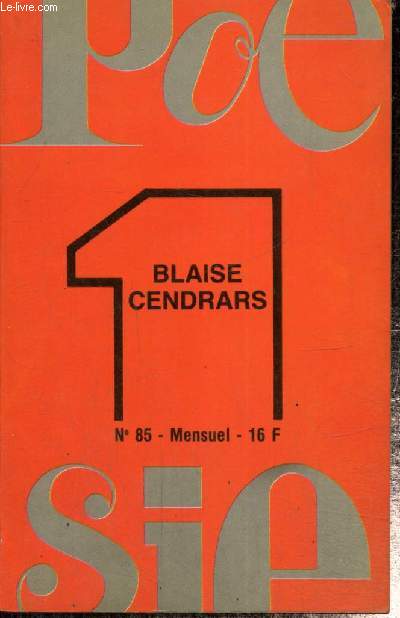 Le-livre.com
Poe
1
BLAISE
CENDRARS
N° 85 - Mensuel - 16 F
sie